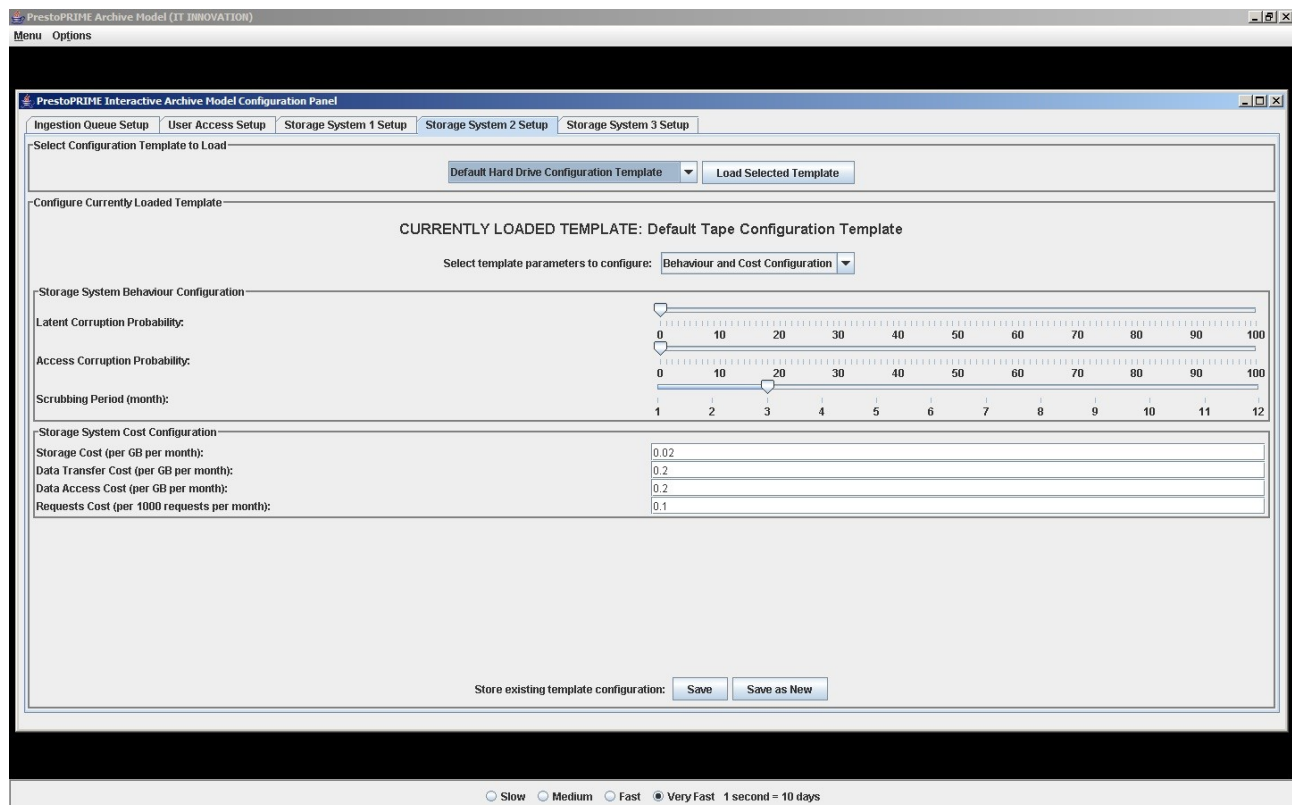 PrestoPRIME Archive Model (IT INNOVATION)
Menu Options
PrestoPRIME Interactive Archive Model Configuration Panel
Ingestion Queue Setup User Access Setup Storage System 1 Setup Storage System 2 Setup Storage System 3 Setup
Select Configuration Template to Load
Default Hard Drive Configuration Template Load Selected Template
Configure Currently Loaded Template
CURRENTLY LOADED TEMPLATE: Default Tape Configuration Template
Select template parameters to configure: Behaviour and Cost Configuration
Storage System Behaviour Configuration
Latent Corruption Probability:
0 10 20 30 40 50 60 70 80 90 100
Access Corruption Probability:
0 10 20 30 40 50 60 70 80 90 100
Scrubbing Period (month):
1 2 3 4 5 6 7 8 9 10 11 12
Storage System Cost Configuration
Storage Cost (per GB per month): 0.02
Data Transfer Cost (per GB per month): 0.2
Data Access Cost (per GB per month): 0.2
Requests Cost (per 1000 requests per month): 0.1
Store existing template configuration: Save Save as New
Slow Medium Fast Very Fast 1 second = 10 days